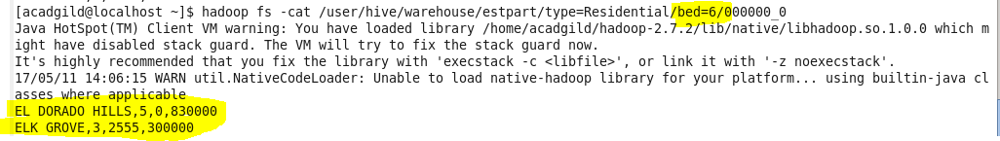 [acadgild@localhost ~]$ hadoop fs -cat /user/hive/warehouse/estpart/type=Residential/bed=6/000000_0
Java HotSpot(TM) Client VM warning: You have loaded library /home/acadgild/hadoop-2.7.2/lib/native/libhadoop.so.1.0.0 which m
ight have disabled stack guard. The VM will try to fix the stack guard now.
It's highly recommended that you fix the library with 'execstack -c <libfile>', or link it with '-z noexecstack'.
17/05/11 14:06:15 WARN util.NativeCodeLoader: Unable to load native-hadoop library for your platform... using builtin-java cl
asses where applicable
EL DORADO HILLS,5,0,830000
ELK GROVE,3,2555,300000